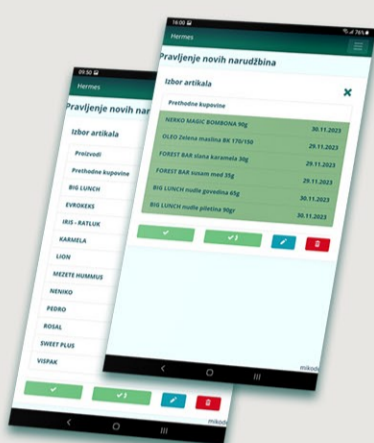 09:50
Hermes
Pravljenje novih nar
Izbor artikala
Proizvodi
Prethodne kupovine
BIG LUNCH
EVROKEKS
IRIS - RATLUK
KARMELA
LION
MEZETE HUMMUS
NENIKO
PEDRO
ROSAL
SWEET PLUS
VISPAK
mikods
16:00
76%
Hermes
Pravljenje novih narudžbina
Izbor artikala
Prethodne kupovine
NERKO MAGIC BOMBONA 90g 30.11.2023
OLEO Zelena maslina BK 170/150 29.11.2023
FOREST BAR slana karamela 30g 29.11.2023
FOREST BAR susam med 35g 29.11.2023
BIG LUNCH nudle govedina 65g 30.11.2023
BIG LUNCH nudle piletina 90gr 30.11.2023
mikods